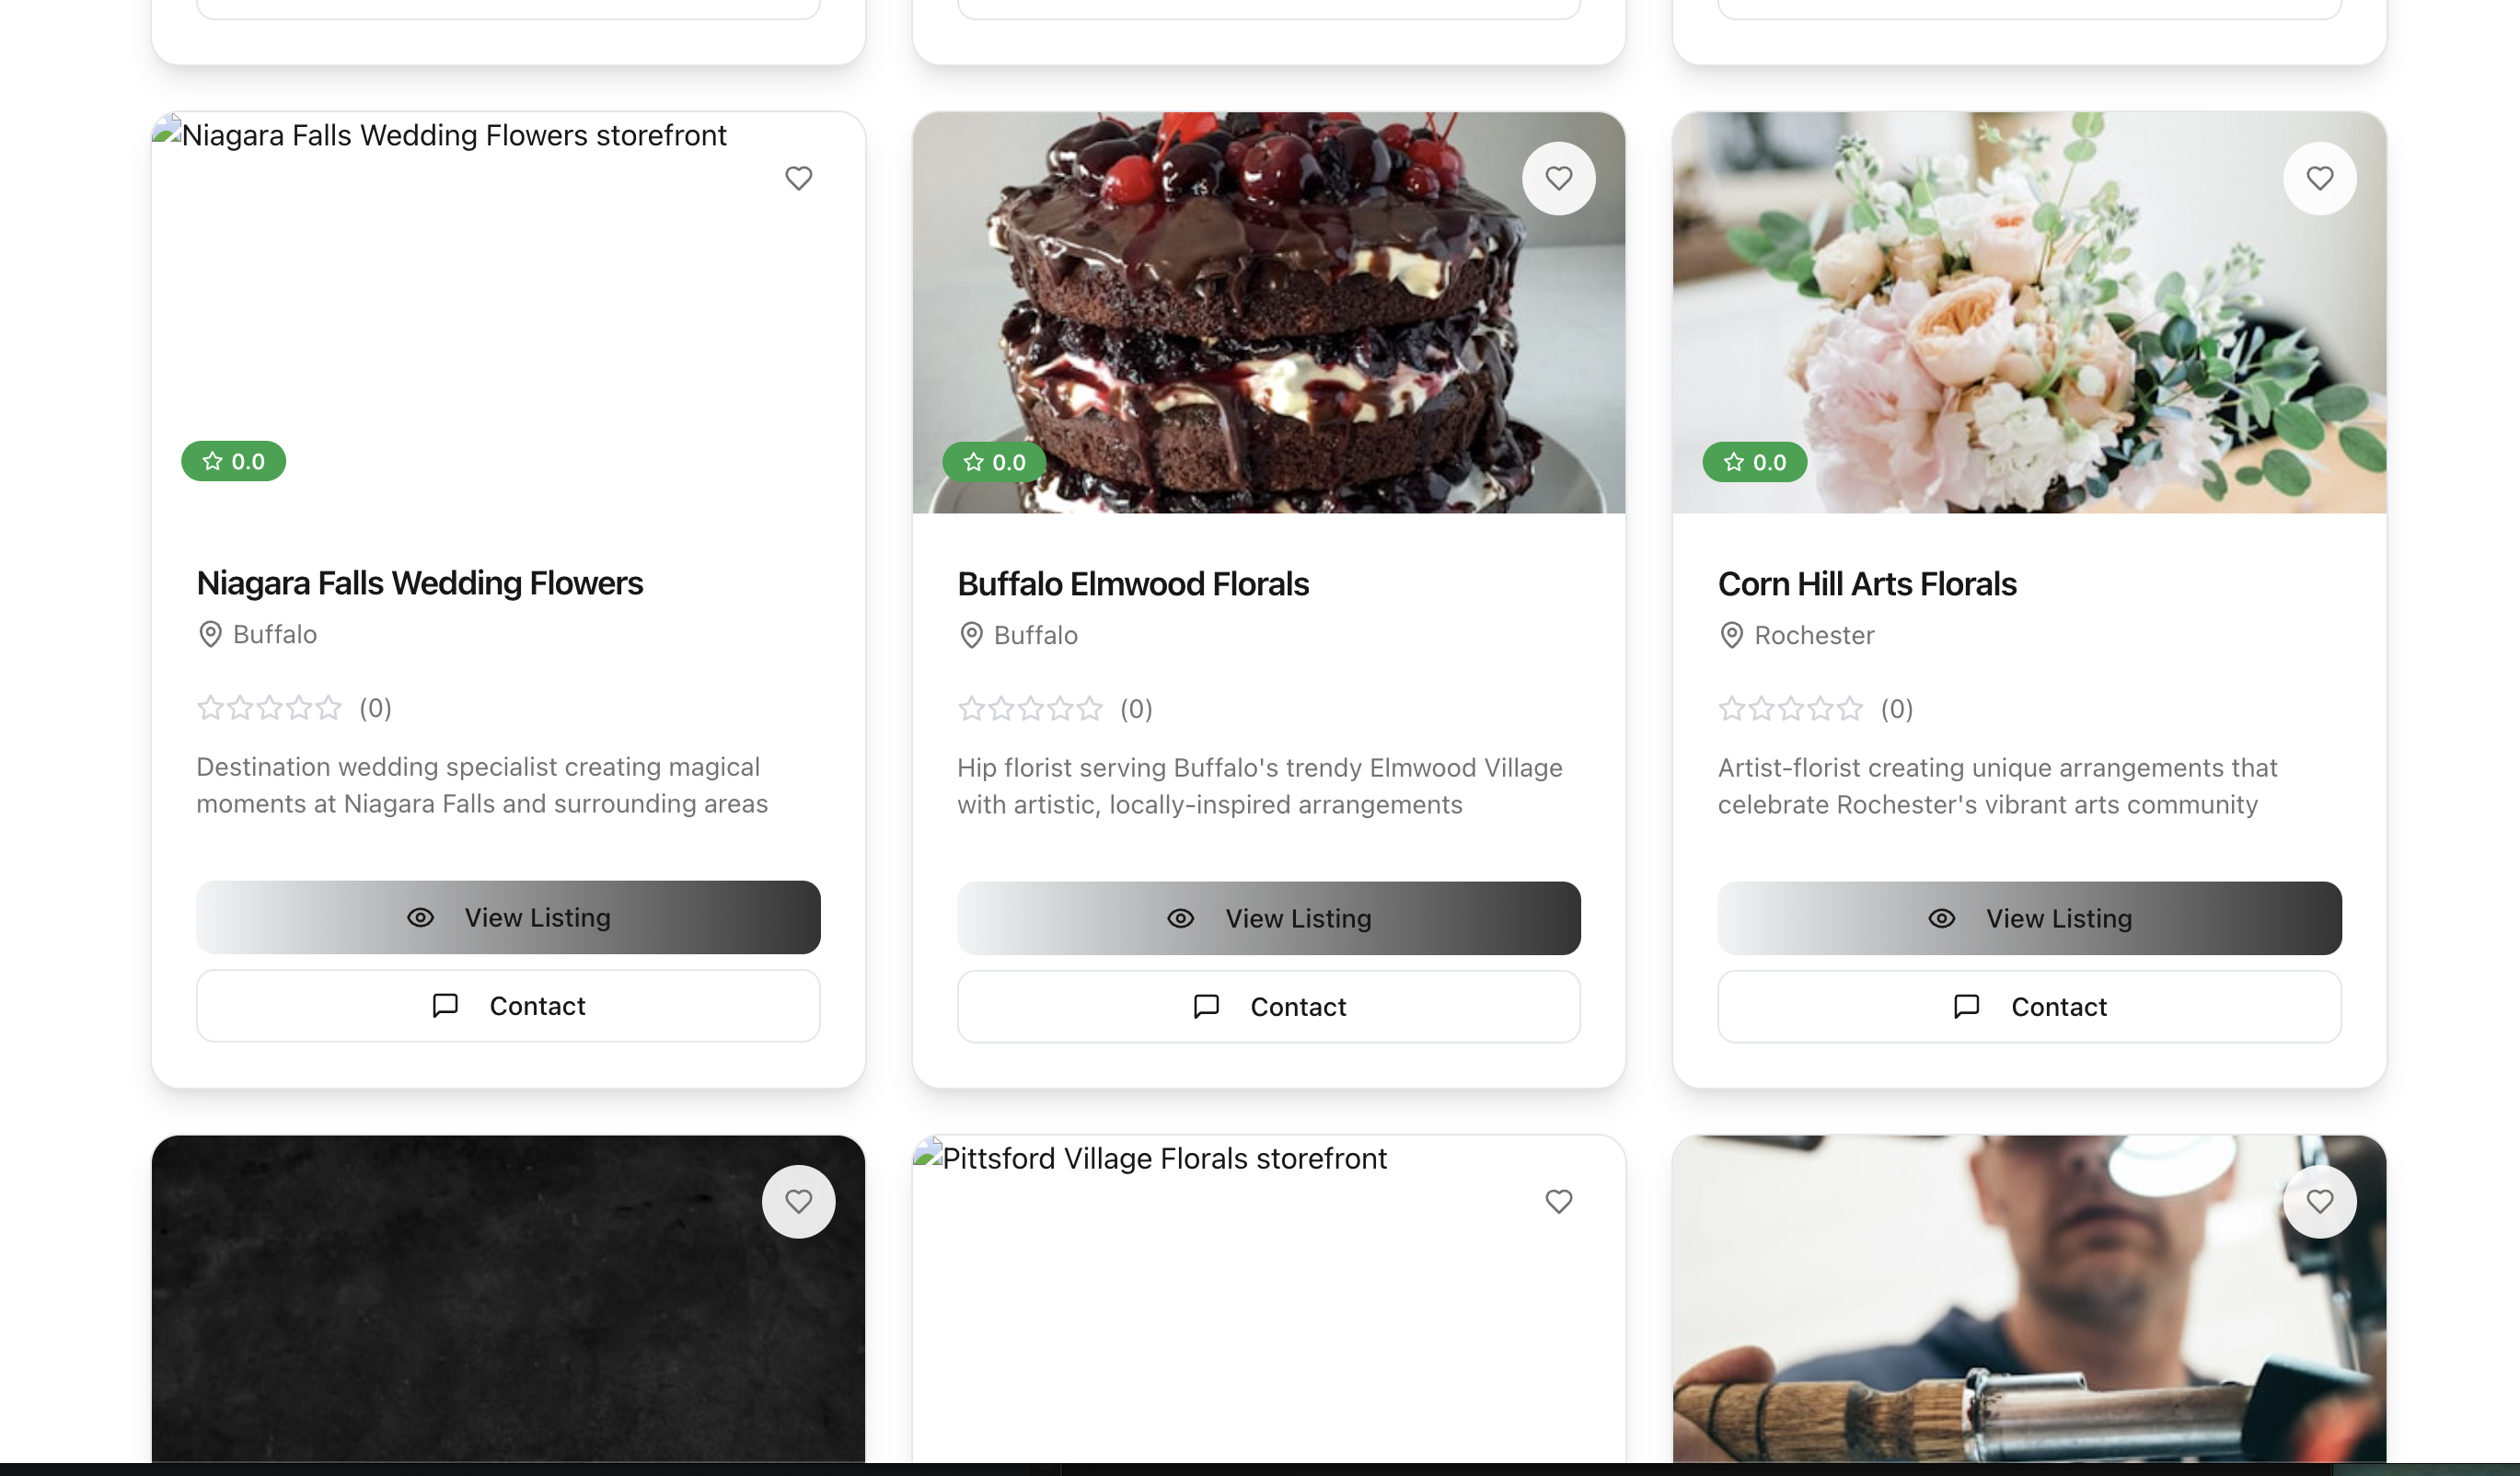 Niagara Falls Wedding Flowers storefront
0.0
Niagara Falls Wedding Flowers
Buffalo
(0)
Destination wedding specialist creating magical
moments at Niagara Falls and surrounding areas
View Listing
Contact
0.0
Buffalo Elmwood Florals
Buffalo
(0)
Hip florist serving Buffalo's trendy Elmwood Village
with artistic, locally-inspired arrangements
View Listing
Contact
0.0
Corn Hill Arts Florals
Rochester
(0)
Artist-florist creating unique arrangements that
celebrate Rochester's vibrant arts community
View Listing
Contact
Pittsford Village Florals storefront